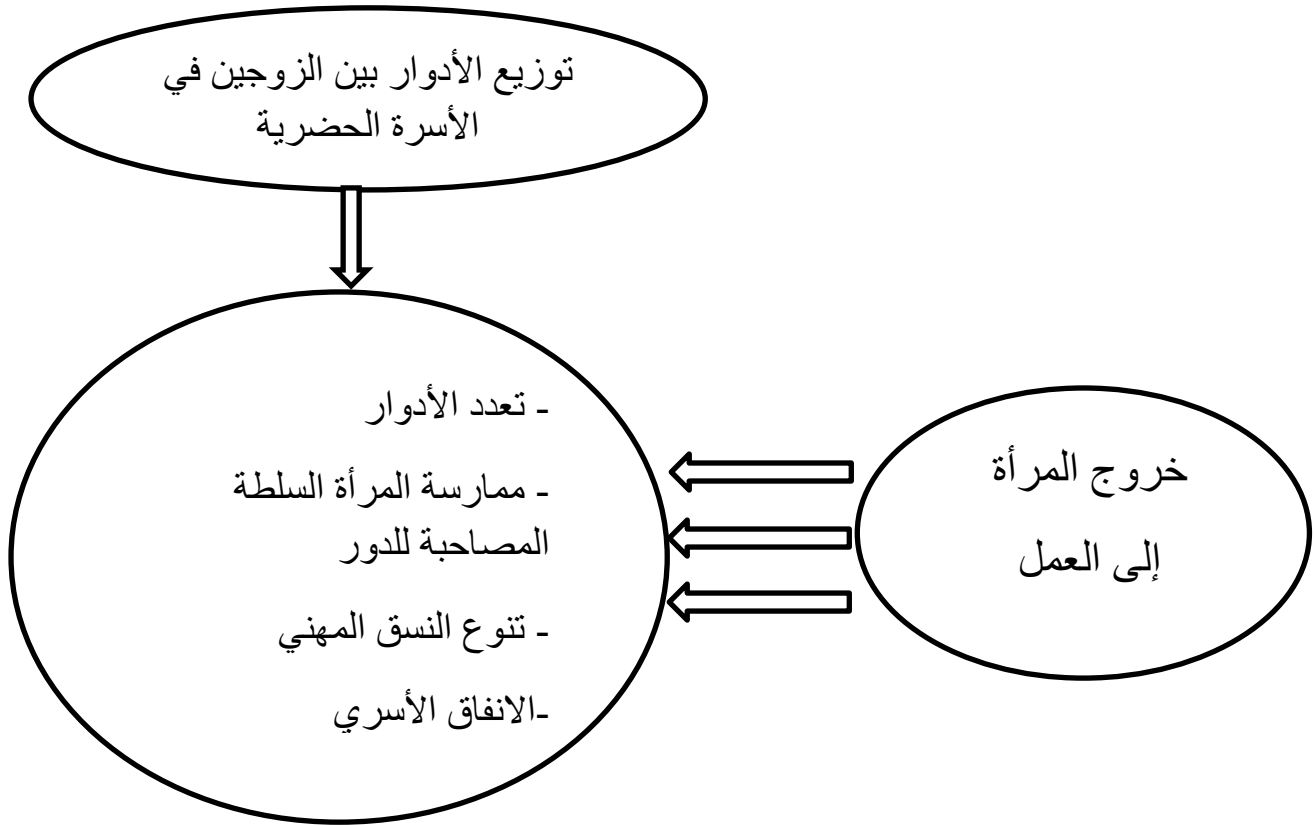 توزيع الأدوار بين الزوجين في
الأسرة الحضرية
- تعدد الأدوار
- ممارسة المرأة السلطة
المصاحبة للدور
- تنوع النسق المهني
-الانفاق الأسري
خروج المرأة
إلى العمل